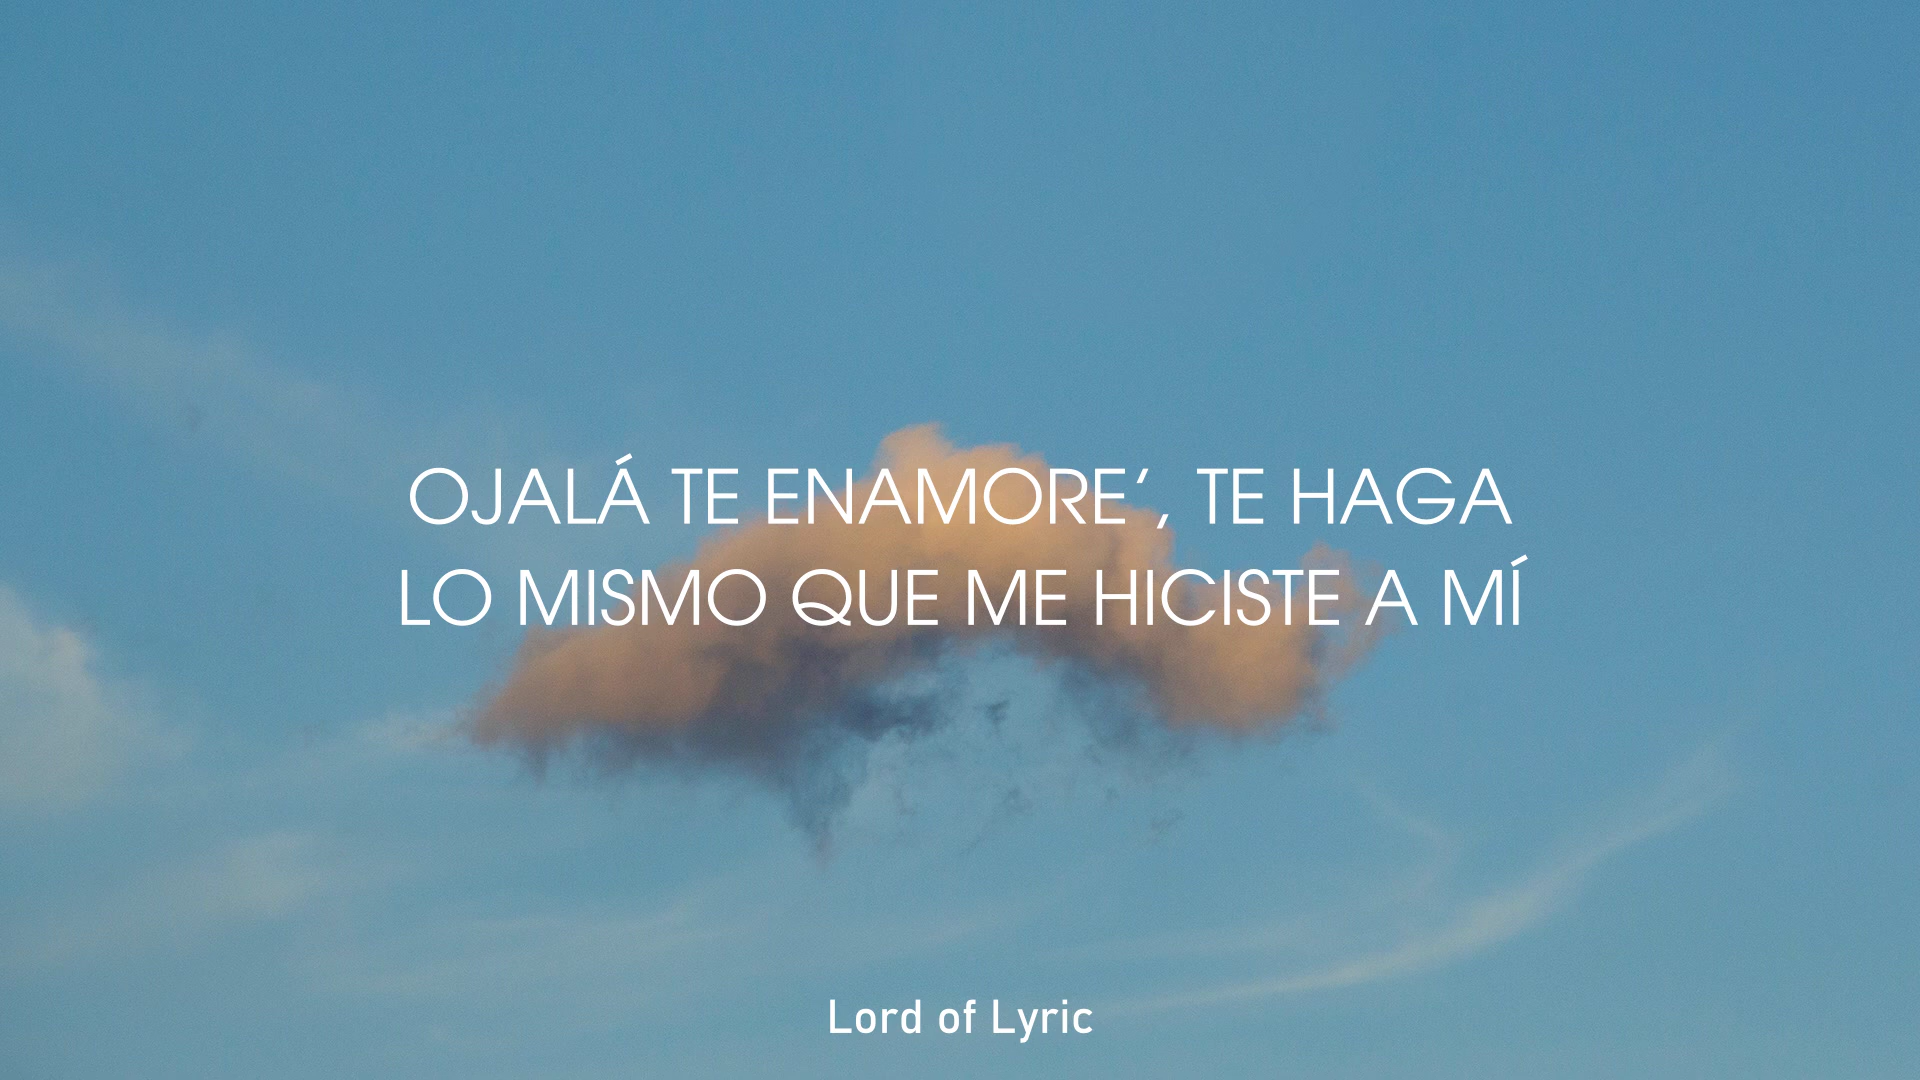 OJALÁ TE ENAMORE’, TE HAGA
LO MISMO QUE ME HICISTE A MÍ
Lord of Lyric